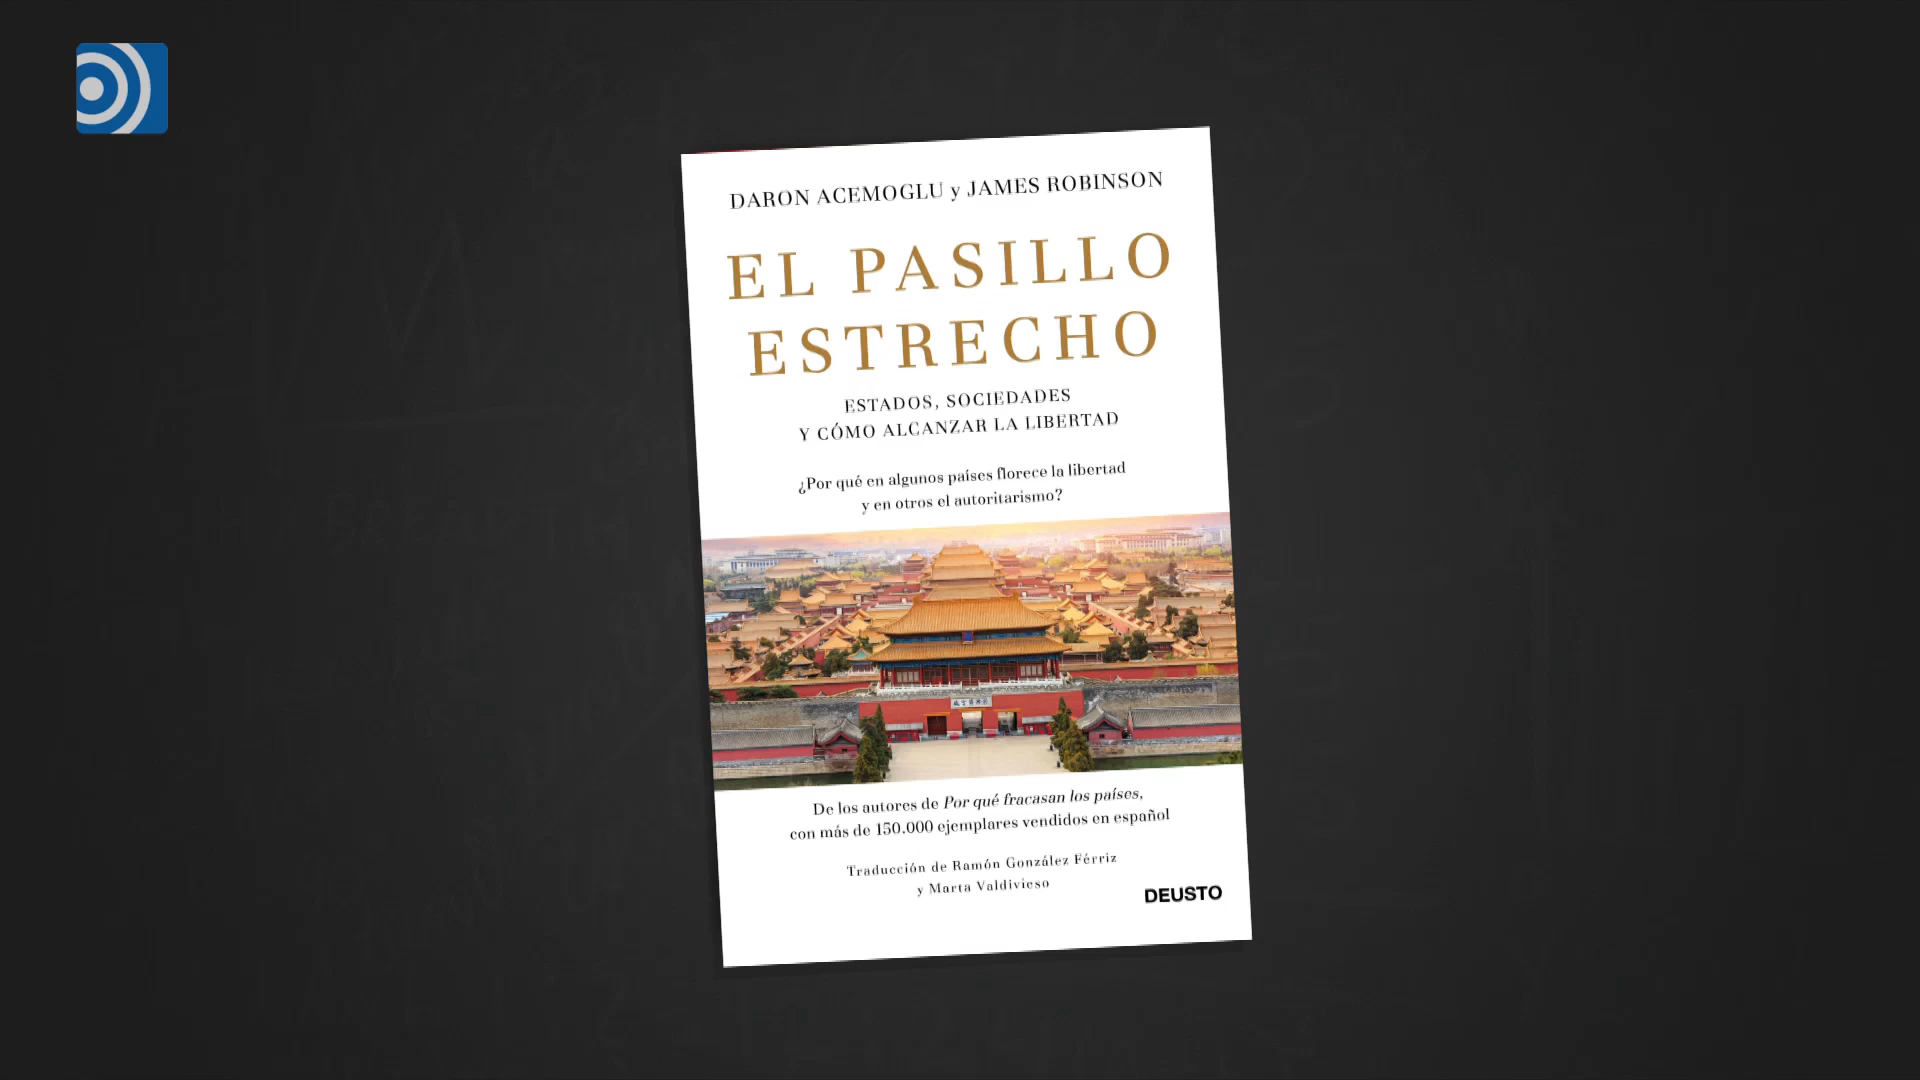 DARON ACEMOGLU y JAMES ROBINSON
EL PASILLO
ESTRECHO
ESTADOS, SOCIEDADES
Y CÓMO ALCANZAR LA LIBERTAD
¿Por qué en algunos países florece la libertad
y en otros el autoritarismo?
De los autores de Por qué fracasan los países,
con más de 150.000 ejemplares vendidos en español
Traducción de Ramón González Férriz
y Marta Valdivieso
DEUSTO